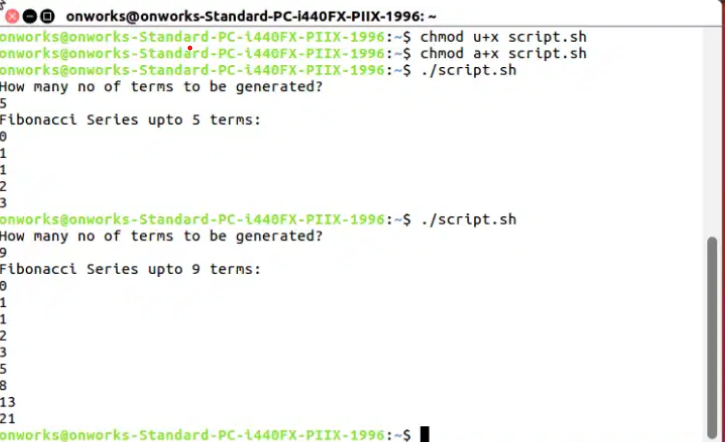 onworks@onworks-Standard-PC-i440FX-PIIX-1996: ~
onworks@onworks-Standard-PC-i440FX-PIIX-1996:~$ chmod u+x script.sh
onworks@onworks-Standard-PC-i440FX-PIIX-1996:~$ chmod a+x script.sh
onworks@onworks-Standard-PC-i440FX-PIIX-1996:~$ ./script.sh
How many no of terms to be generated?
5
Fibonacci Series upto 5 terms:
0
1
1
2
3
onworks@onworks-Standard-PC-i440FX-PIIX-1996:~$ ./script.sh
How many no of terms to be generated?
9
Fibonacci Series upto 9 terms:
0
1
1
2
3
5
8
13
21
onworks@onworks-Standard-PC-i440FX-PIIX-1996:~$